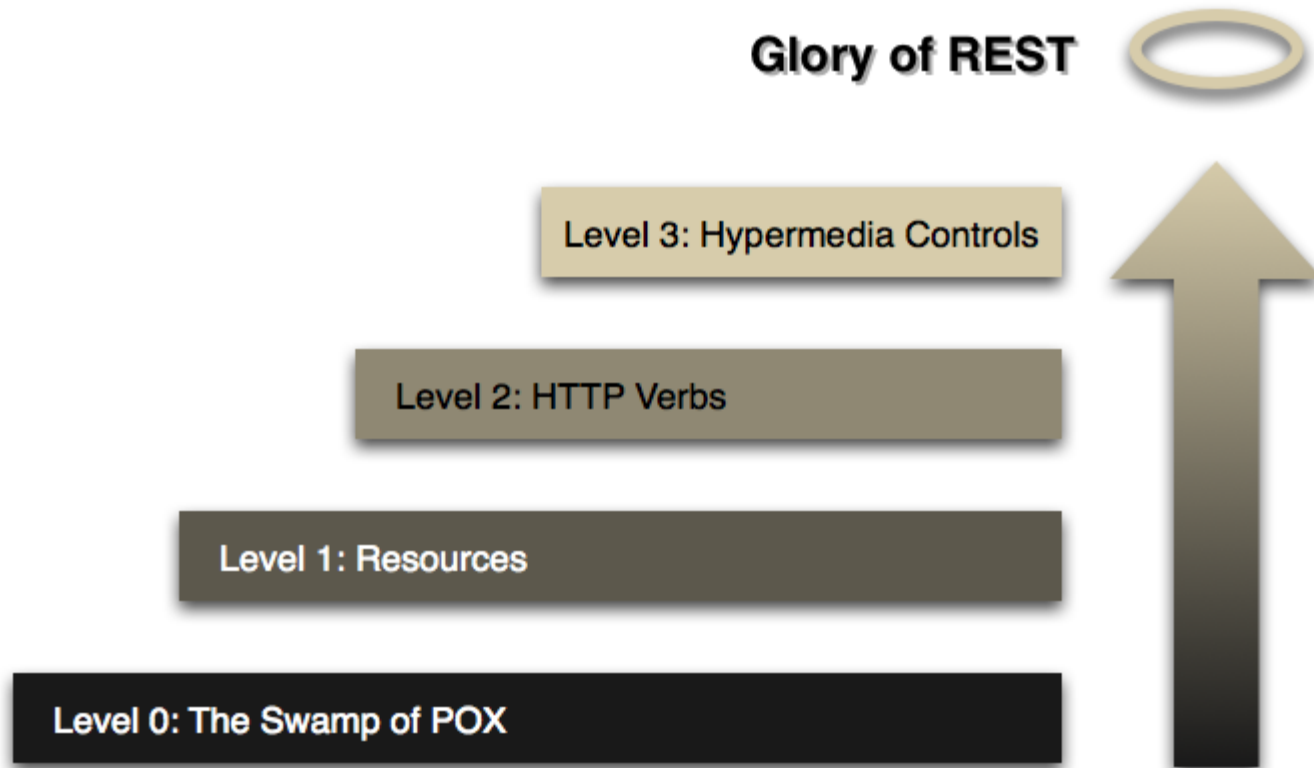 Glory of REST
Level 3: Hypermedia Controls
Level 2: HTTP Verbs
Level 1: Resources
Level 0: The Swamp of POX